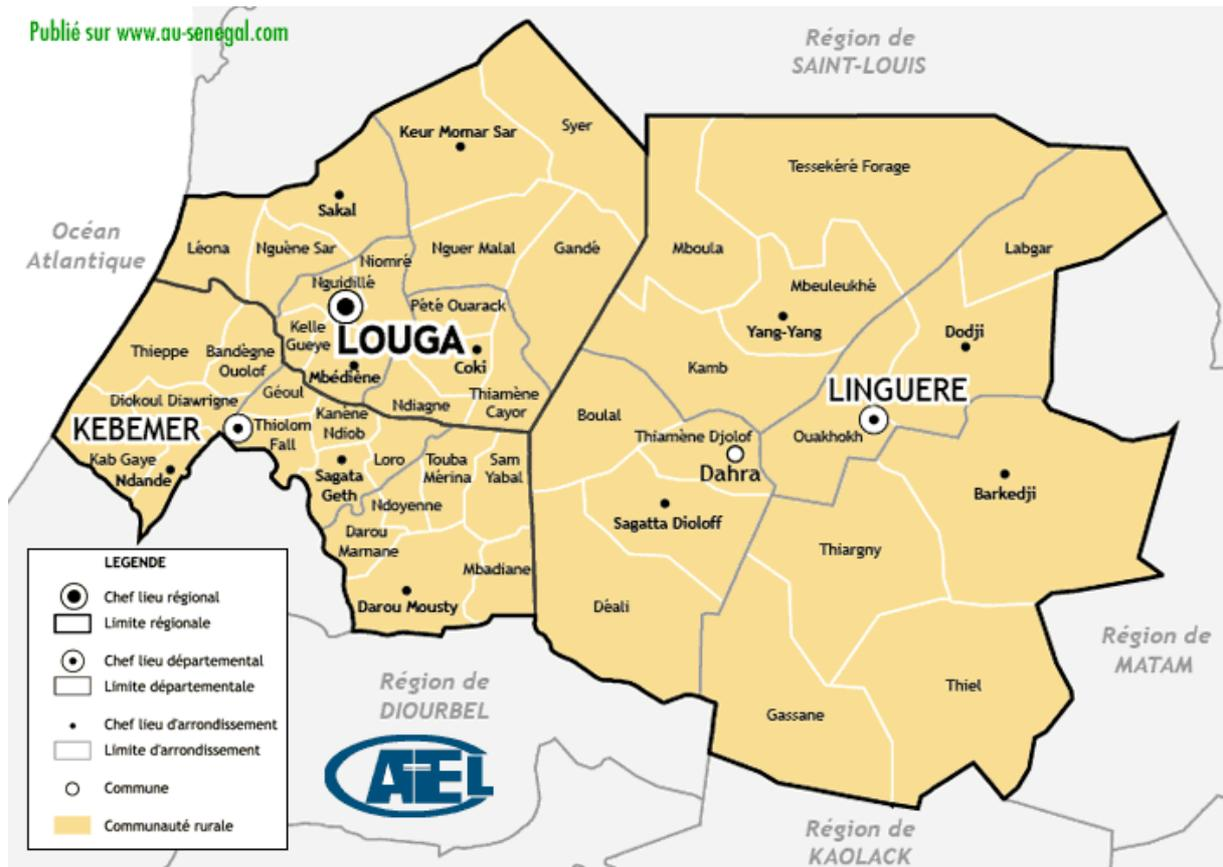 Publié sur www.au-senegal.com
Région de
SAINT-LOUIS
Océan
Atlantique
Syer
Keur Momar Sar
Tessekéré Forage
Sakal
Léona
Nguène Sar
Niomré
Nguer Malal
Gandé
Mboula
Labgar
Nguidillé
Mbeuleukhé
Pété Ouarack
Kelle
Gueye
LOUGA
Yang-Yang
Dodji
Thieppe
Bandègne
Ouolof
Mbédiène
Coki
Kamb
Diokoul Diawrigne
Géoul
Ndiagne
Thiamène
Cayor
LINGUERE
KEBEMER
Thiolom
Fall
Kanène
Ndiob
Boulal
Thiamène Djolof
Ouakhokh
Dahra
Kab Gaye
Ndande
Sagata
Geth
Loro
Touba
Mérina
Sam
Yabal
Barkedji
Ndoyenne
Sagatta Dioloff
Darou
Marnane
Thiargny
Mbadiane
Darou Mousty
Déali
Thiel
Gassane
Région de
MATAM
Région de
DIOURBEL
Région de
KAOLACK
AEL
LEGENDE
Chef lieu régional
Limite régionale
Chef lieu départemental
Limite départementale
Chef lieu d'arrondissement
Limite d'arrondissement
Commune
Communauté rurale